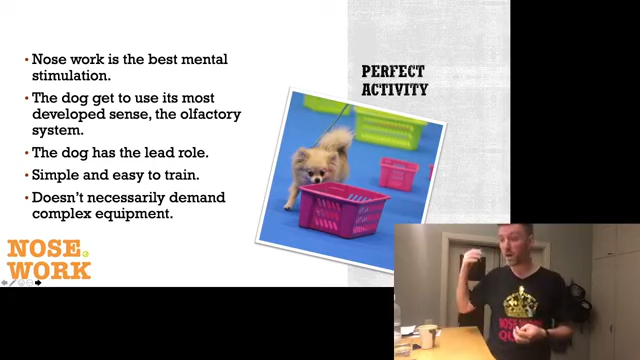 • Nose work is the best mental
stimulation.
• The dog get to use its most
developed sense, the olfactory
system.
• The dog has the lead role.
• Simple and easy to train.
• Doesn't necessarily demand
complex equipment.
PERFECT
ACTIVITY
NOSE
WORK